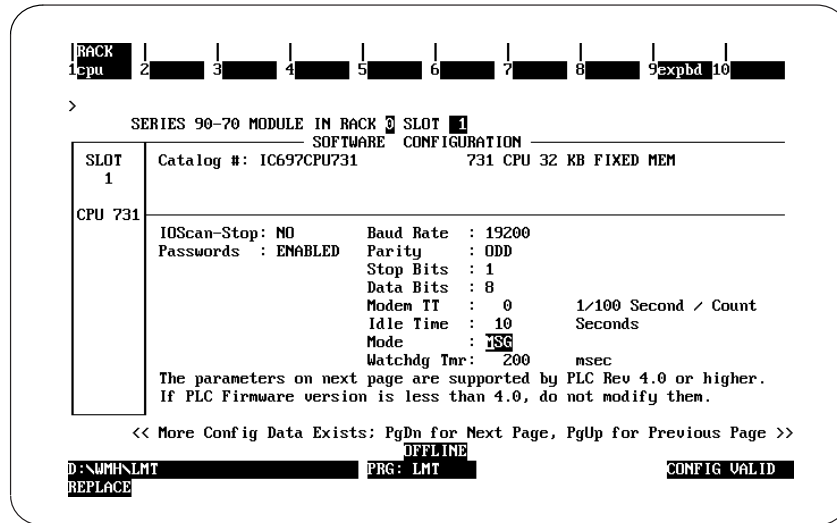 RACK
1cpu 2 3 4 5 6 7 8 9expbd 10
>
SERIES 90-70 MODULE IN RACK 0 SLOT 1
SOFTWARE CONFIGURATION
SLOT Catalog #: IC697CPU731 731 CPU 32 KB FIXED MEM
1
CPU 731
IOScan-Stop: NO Baud Rate : 19200
Passwords : ENABLED Parity : ODD
Stop Bits : 1
Data Bits : 8
Modem TT : 0 1/100 Second / Count
Idle Time : 10 Seconds
Mode : MSG
Watchdg Tmr: 200 msec
The parameters on next page are supported by PLC Rev 4.0 or higher.
If PLC Firmware version is less than 4.0, do not modify them.
<< More Config Data Exists; PgDn for Next Page, PgUp for Previous Page >>
OFFLINE
D:\WMH\LMT PRG: LMT CONFIG VALID
REPLACE